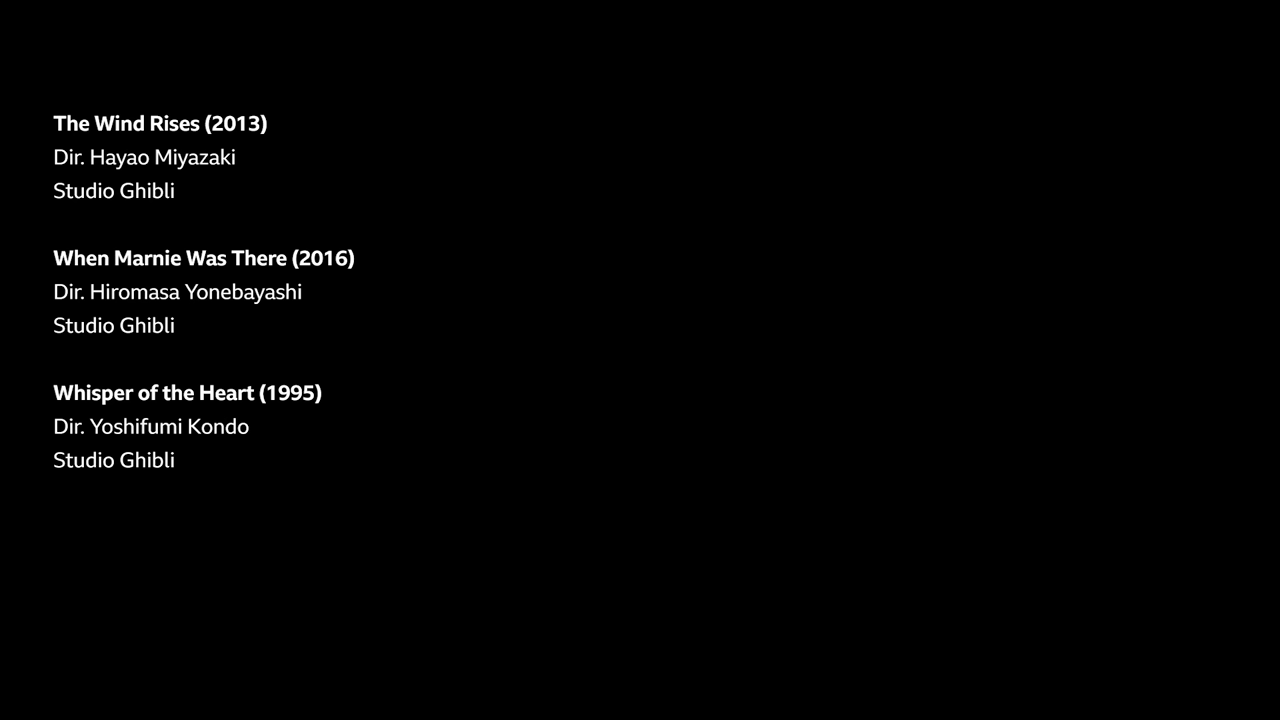 The Wind Rises (2013)
Dir. Hayao Miyazaki
Studio Ghibli
When Marnie Was There (2016)
Dir. Hiromasa Yonebayashi
Studio Ghibli
Whisper of the Heart (1995)
Dir. Yoshifumi Kondo
Studio Ghibli